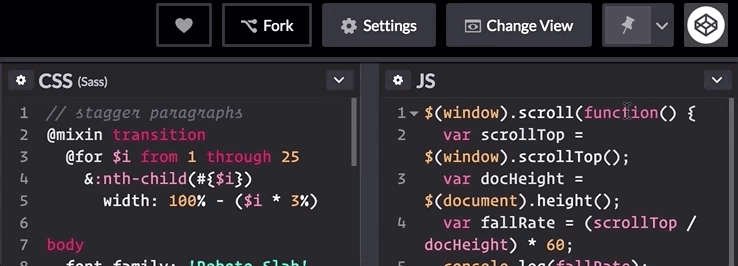 Fork
Settings
Change View
CSS (Sass)
1 // stagger paragraphs
2 @mixin transition
3 @for $i from 1 through 25
4 &:nth-child(#{$i})
5 width: 100% - ($i * 3%)
6
7 body
8 font-family: 'Roboto Slab'
JS
1 $(window).scroll(function() {
2 var scrollTop =
$(window).scrollTop();
3 var docHeight =
$(document).height();
4 var fallRate = (scrollTop /
docHeight) * 60;
5 console.log(fallRate);